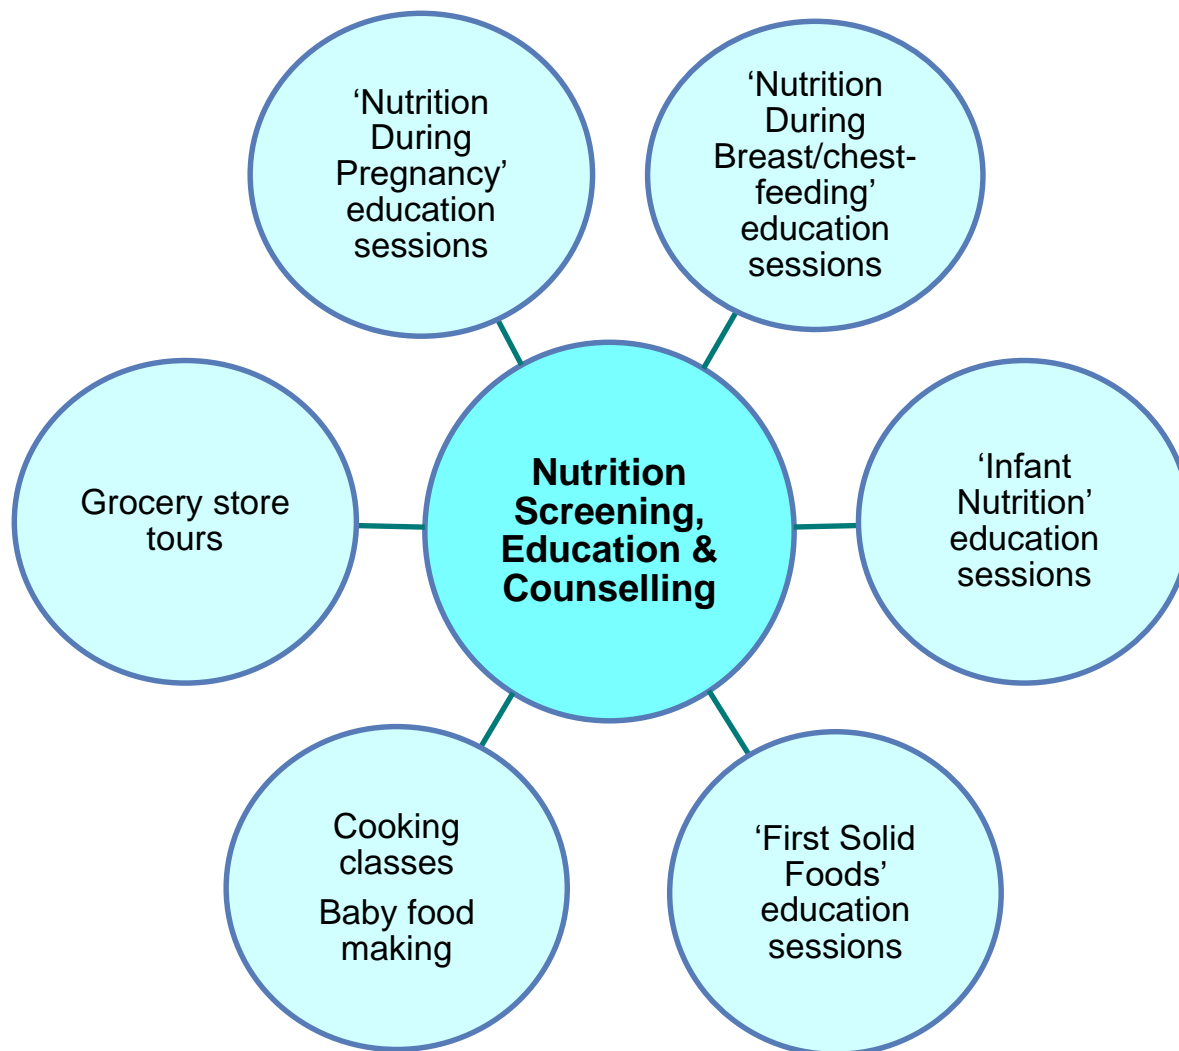 ‘Nutrition
During
Pregnancy’
education
sessions
‘Nutrition
During
Breast/chest-
feeding’
education
sessions
Grocery store
tours
Nutrition
Screening,
Education &
Counselling
‘Infant
Nutrition’
education
sessions
Cooking
classes
Baby food
making
‘First Solid
Foods’
education
sessions